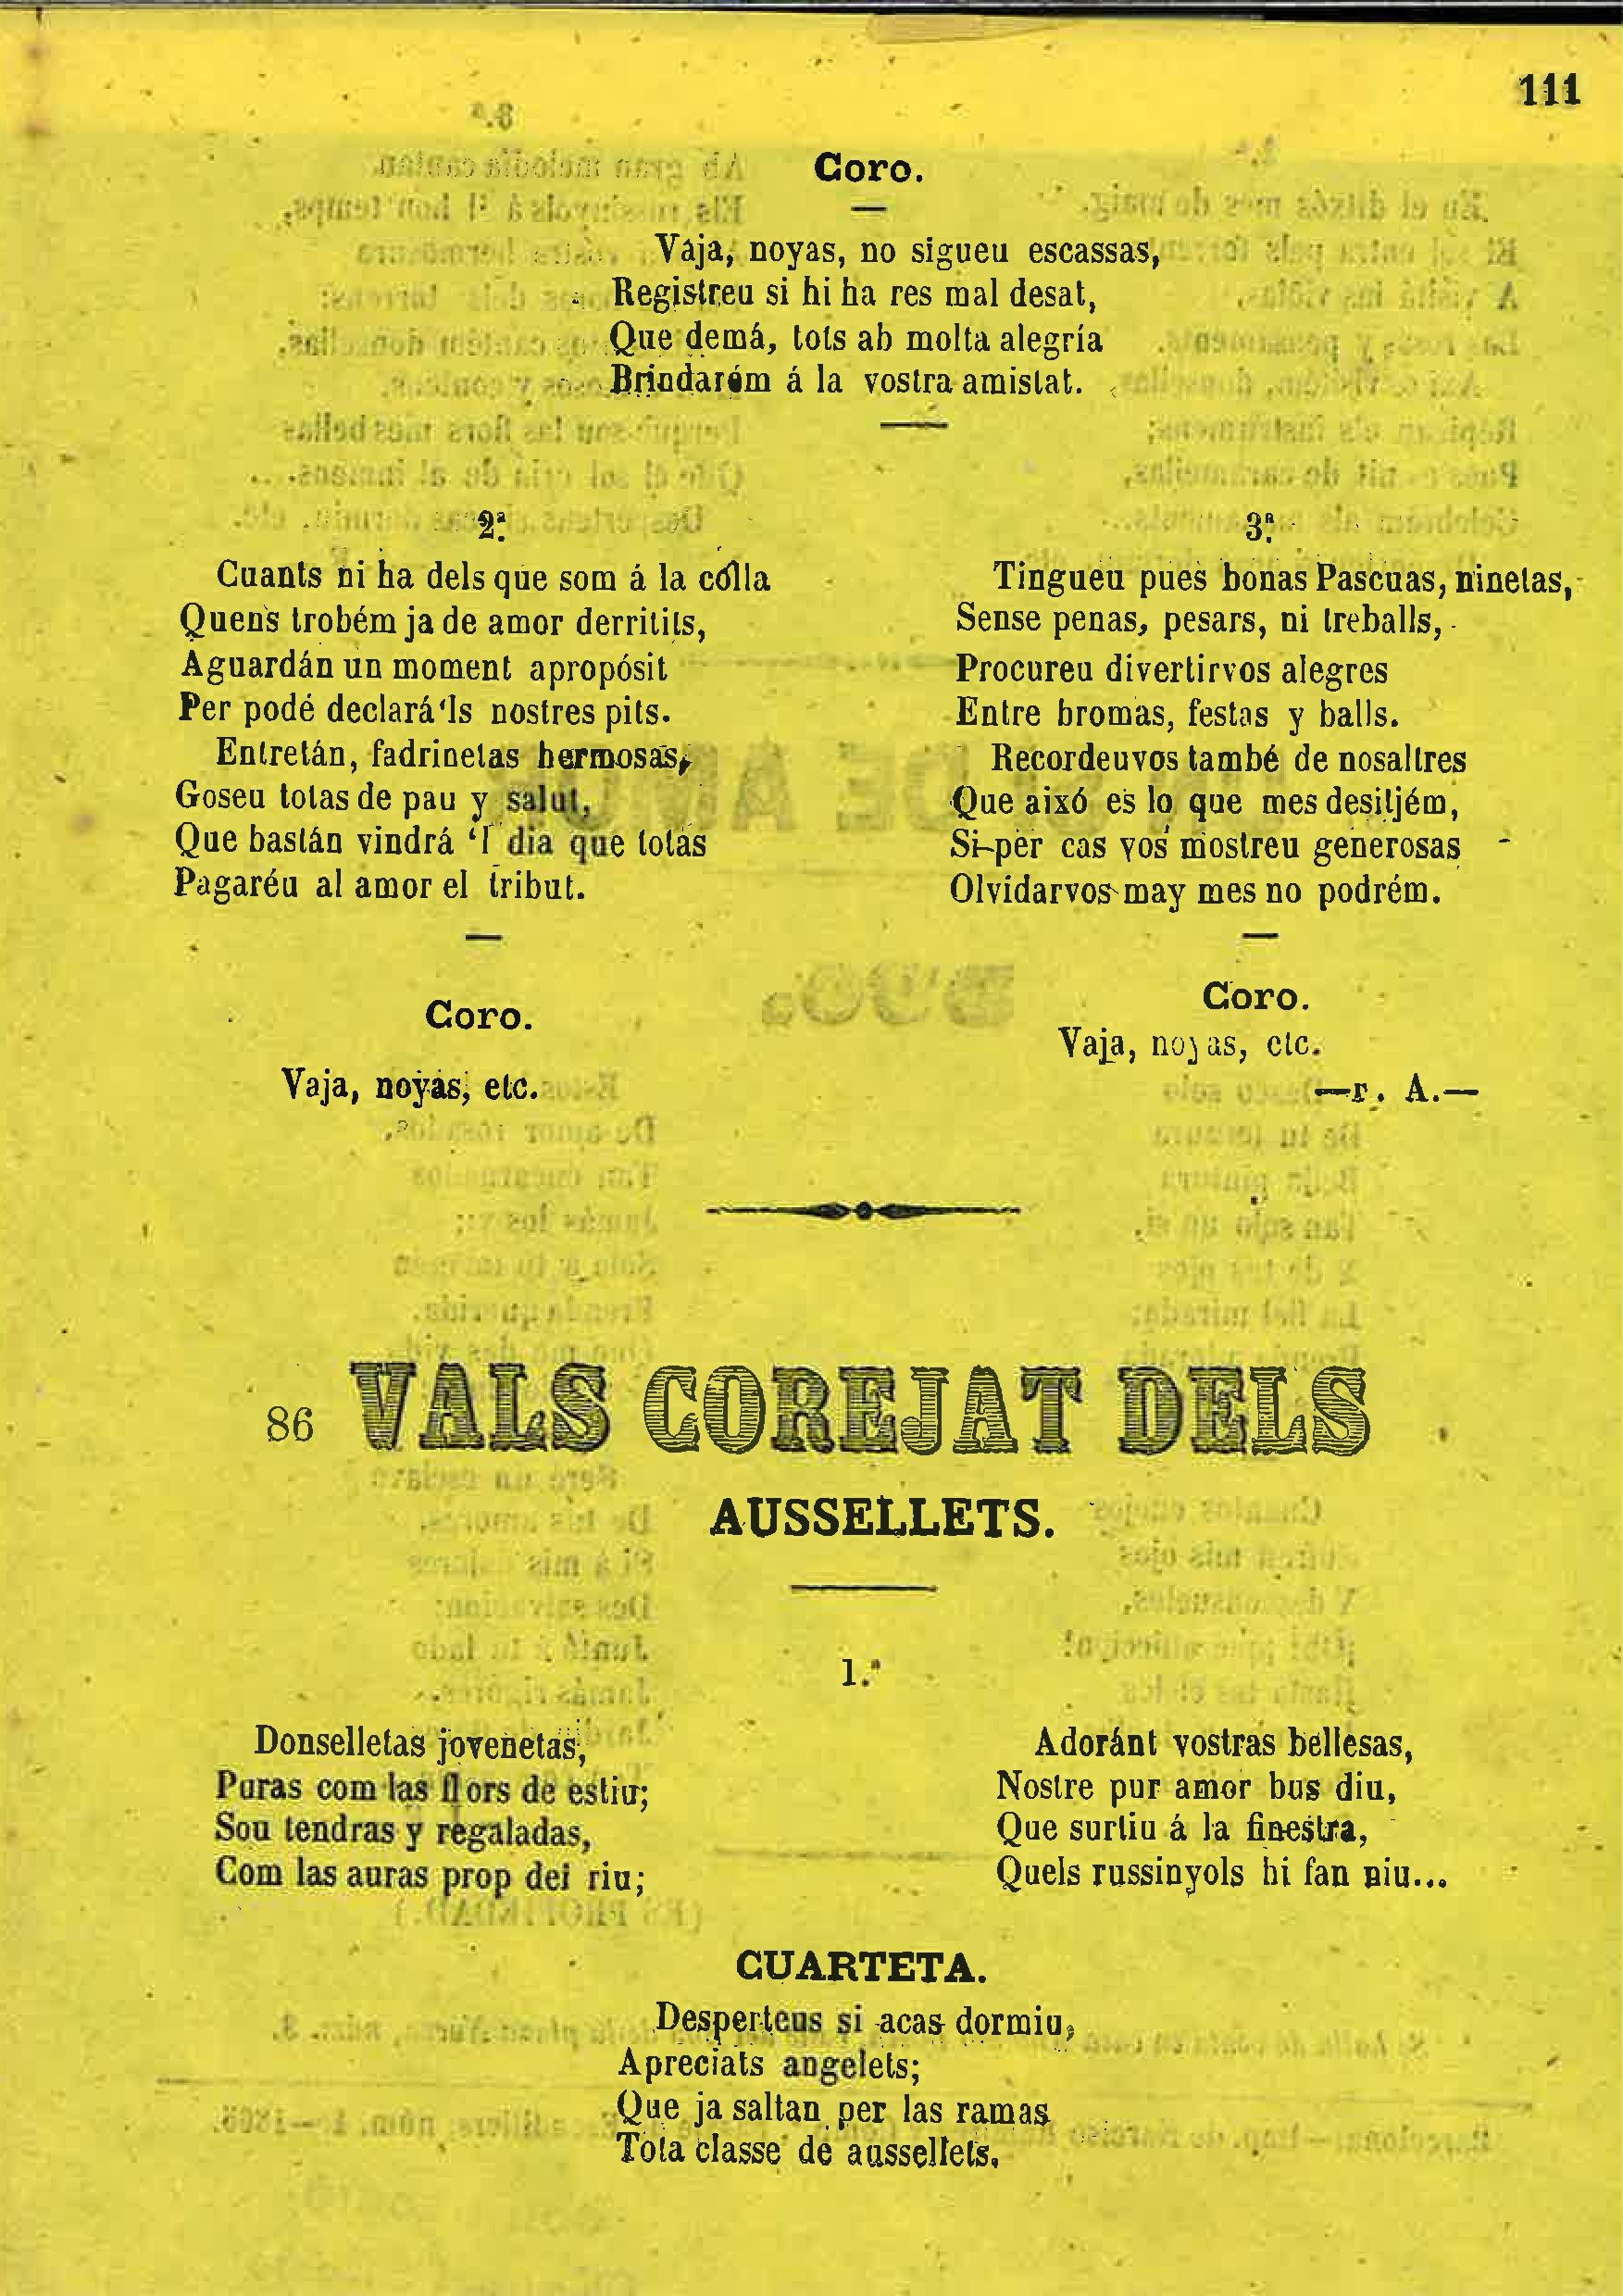 111
Coro.
Vaja, noyas, no sigueu escassas,
Registreu si hi ha res mal desat,
Que demá, tots ab molta alegría
Brindarém á la vostra amistat.
2.ª
Cuants ni ha dels que som á la cólla
Quens trobém ja de amor derritits,
Aguardán un moment apropósit
Per podé declará‘ls nostres pits.
Entretán, fadrinetas hermosas,
Goseu totas de pau y salut,
Que bastán vindrá ‘l dia que totas
Pagaréu al amor el tribut.
Coro.
Vaja, noyas, etc.
3.ª
Tingueu pues bonas Pascuas, ninetas,
Sense penas, pesars, ni treballs,
Procureu divertirvos alegres
Entre bromas, festas y balls.
Recordeuvos també de nosaltres
Que aixó es lo que mes desitjém,
Si per cas vos mostreu generosas
Olvidarvos may mes no podrém.
Coro.
Vaja, noyas, etc.
—r. A.—
86 VALS COREJAT DELS
AUSSELLETS.
1.ª
Donselletas jovenetas,
Puras com las flors de estiu;
Sou tendras y regaladas,
Com las auras prop del riu;
Adoránt vostras bellesas,
Nostre pur amor bus diu,
Que surtiu á la finestra,
Quels russinyols hi fan niu...
CUARTETA.
Desperteus si acas dormiu,
Apreciats angelets;
Que ja saltan per las ramas
Tota classe de aussellets.